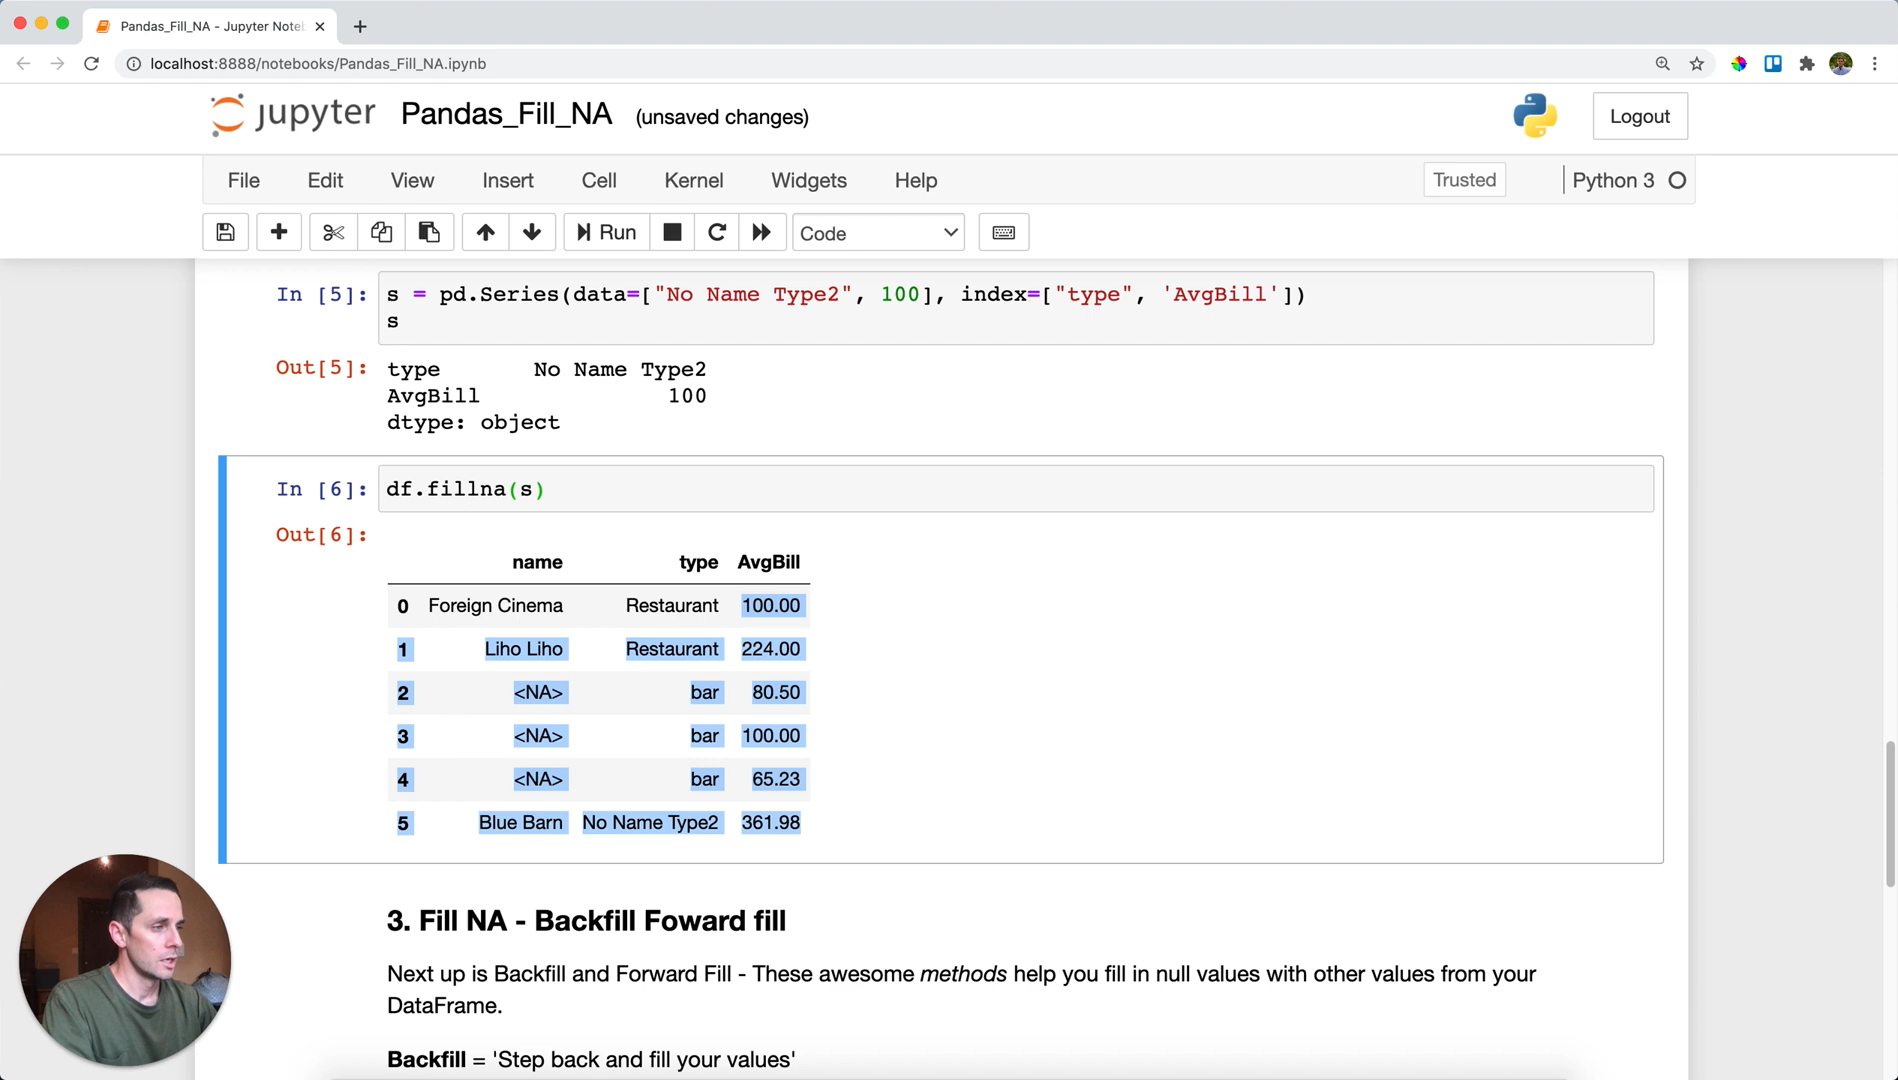 Pandas_Fill_NA - Jupyter Note
localhost:8888/notebooks/Pandas_Fill_NA.ipynb
jupyter Pandas_Fill_NA (unsaved changes)
Logout
File Edit View Insert Cell Kernel Widgets Help Trusted Python 3
Run Code
In [5]: s = pd.Series(data=["No Name Type2", 100], index=["type", 'AvgBill'])
s
Out[5]: type No Name Type2
AvgBill 100
dtype: object
In [6]: df.fillna(s)
Out[6]:
name type AvgBill
0 Foreign Cinema Restaurant 100.00
1 Liho Liho Restaurant 224.00
2 <NA> bar 80.50
3 <NA> bar 100.00
4 <NA> bar 65.23
5 Blue Barn No Name Type2 361.98
3. Fill NA - Backfill Foward fill
Next up is Backfill and Forward Fill - These awesome methods help you fill in null values with other values from your
DataFrame.
Backfill = 'Step back and fill your values'